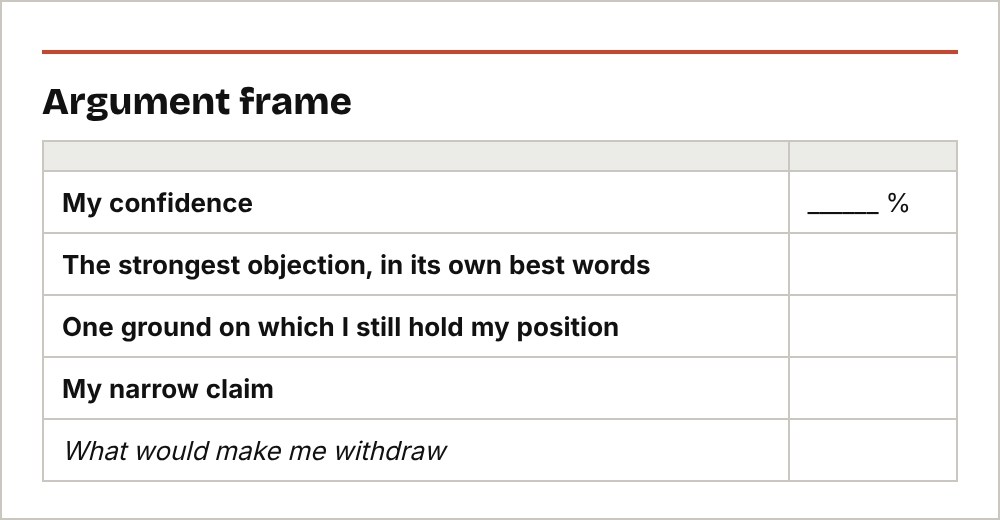 Argument frame
My confidence ______ %
The strongest objection, in its own best words
One ground on which I still hold my position
My narrow claim
What would make me withdraw